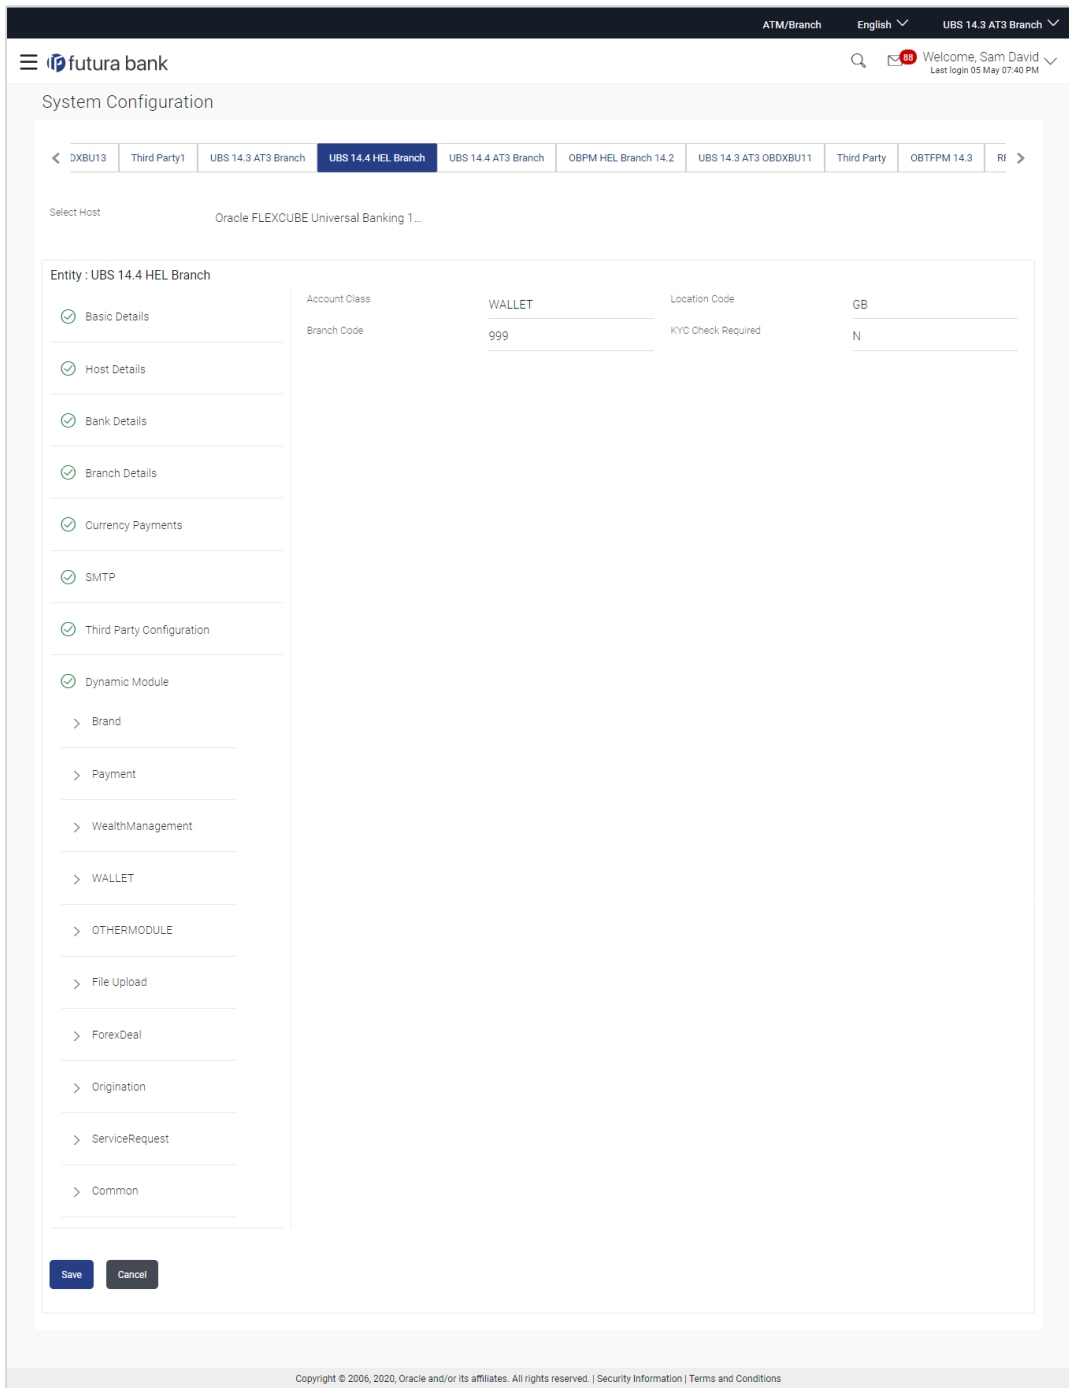 ATM/Branch English UBS 14.3 AT3 Branch
futura bank 88 Welcome, Sam David
Last login 05 May 07:40 PM
System Configuration
DXBU13 Third Party1 UBS 14.3 AT3 Branch UBS 14.4 HEL Branch UBS 14.4 AT3 Branch OBPM HEL Branch 14.2 UBS 14.3 AT3 OBDXBU11 Third Party OBTFPM 14.3
Select Host Oracle FLEXCUBE Universal Banking 1...
Entity : UBS 14.4 HEL Branch
Account Class WALLET Location Code GB
Branch Code 999 KYC Check Required N
Basic Details
Host Details
Bank Details
Branch Details
Currency Payments
SMTP
Third Party Configuration
Dynamic Module
Brand
Payment
WealthManagement
WALLET
OTHERMODULE
File Upload
ForexDeal
Origination
ServiceRequest
Common
Save Cancel
Copyright © 2006, 2020, Oracle and/or its affiliates. All rights reserved. | Security Information | Terms and Conditions